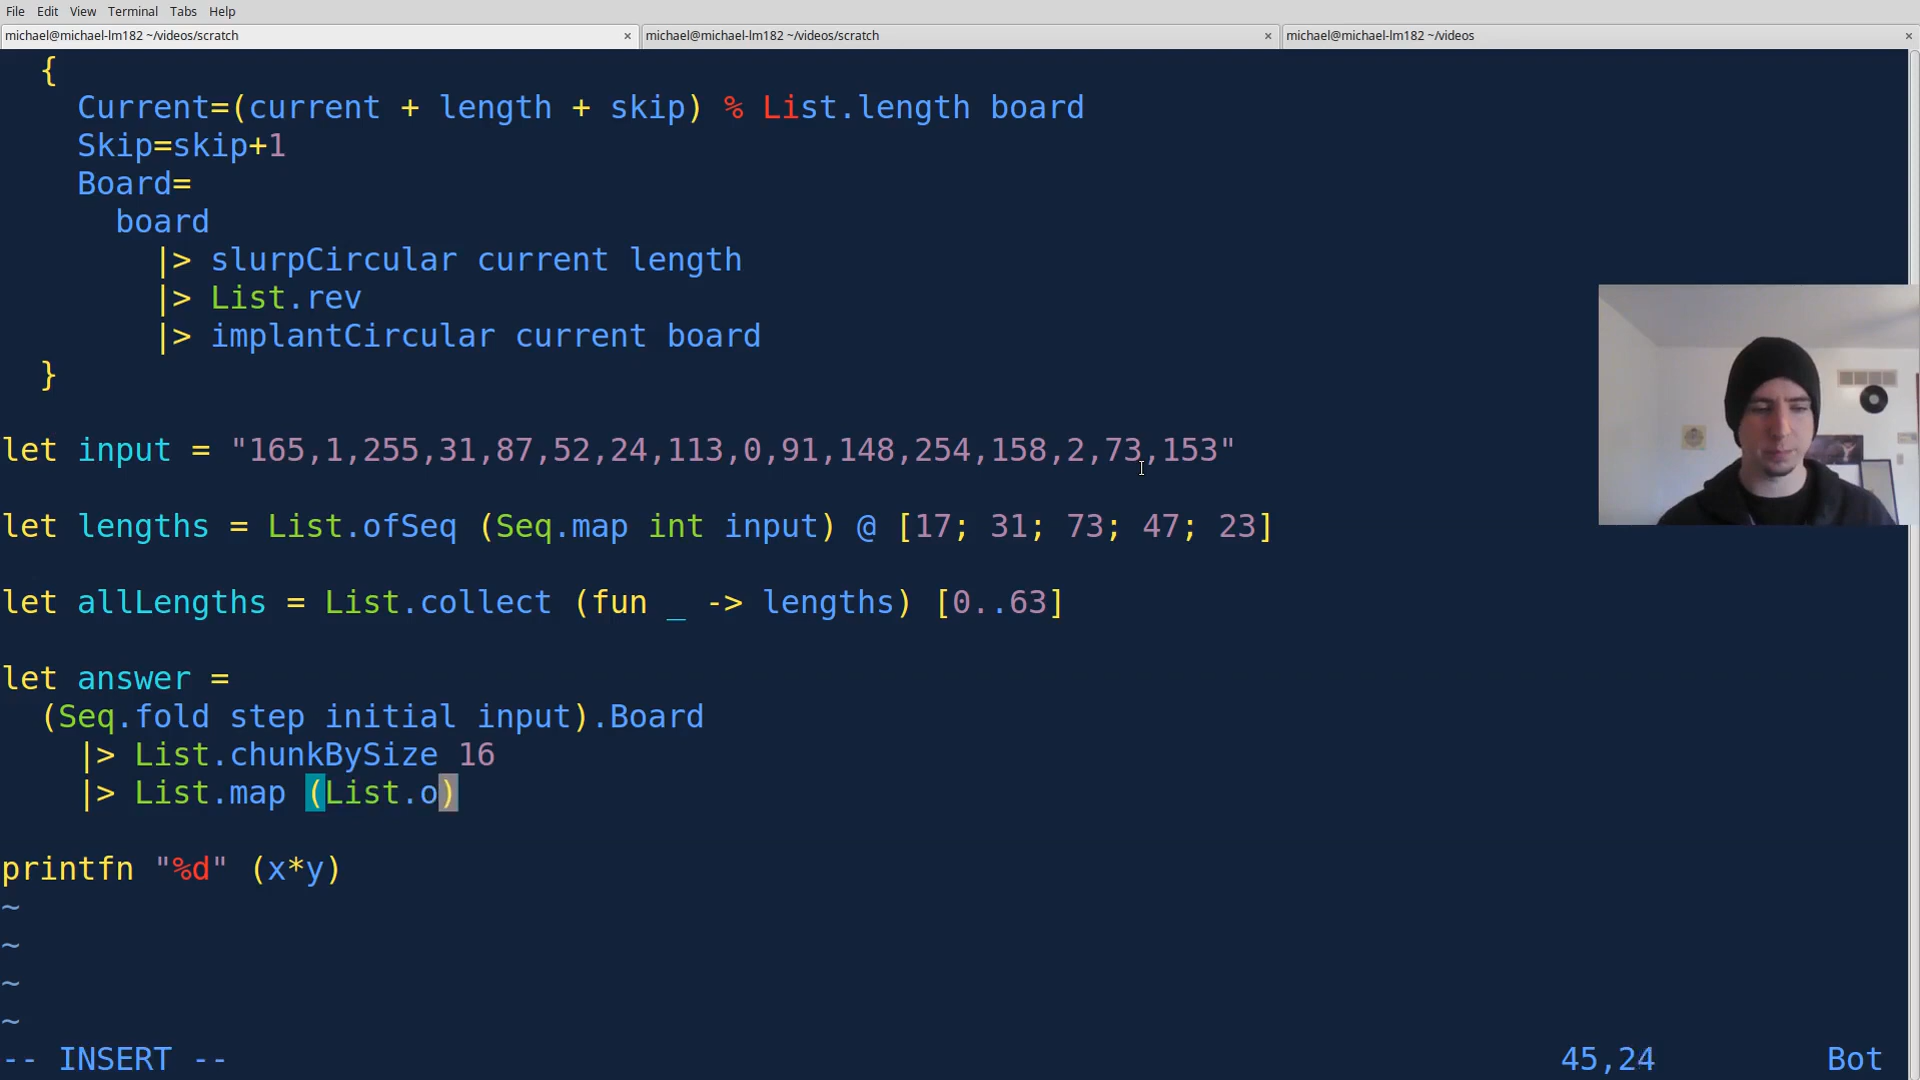 File Edit View Terminal Tabs Help
michael@michael-lm182 ~/videos/scratch × michael@michael-lm182 ~/videos/scratch × michael@michael-lm182 ~/videos ×
{
Current=(current + length + skip) % List.length board
Skip=skip+1
Board=
board
|> slurpCircular current length
|> List.rev
|> implantCircular current board
}
let input = "165,1,255,31,87,52,24,113,0,91,148,254,158,2,73,153"
let lengths = List.ofSeq (Seq.map int input) @ [17; 31; 73; 47; 23]
let allLengths = List.collect (fun _ -> lengths) [0..63]
let answer =
(Seq.fold step initial input).Board
|> List.chunkBySize 16
|> List.map (List.o)
printfn "%d" (x*y)
~
~
~
~
-- INSERT -- 45,24 Bot